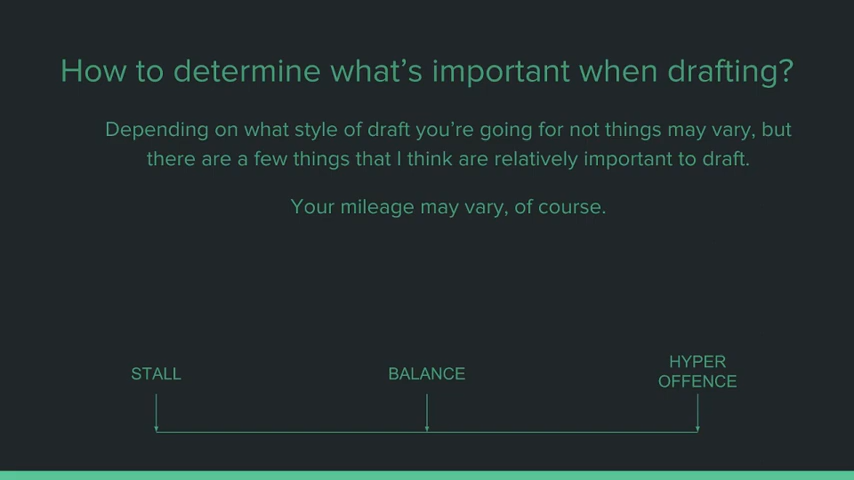 How to determine what's important when drafting?
Depending on what style of draft you're going for not things may vary, but
there are a few things that I think are relatively important to draft.
Your mileage may vary, of course.
STALL
BALANCE
HYPER
OFFENCE